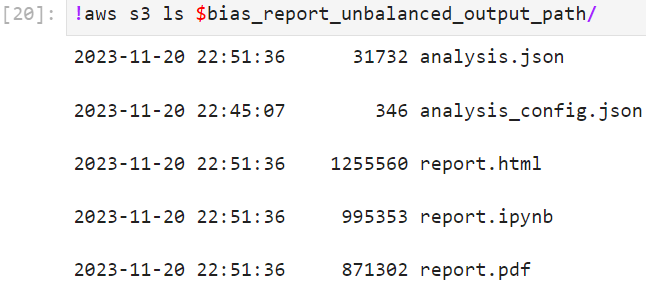 [20]: !aws s3 ls $bias_report_unbalanced_output_path/
2023-11-20 22:51:36 31732 analysis.json
2023-11-20 22:45:07 346 analysis_config.json
2023-11-20 22:51:36 1255560 report.html
2023-11-20 22:51:36 995353 report.ipynb
2023-11-20 22:51:36 871302 report.pdf